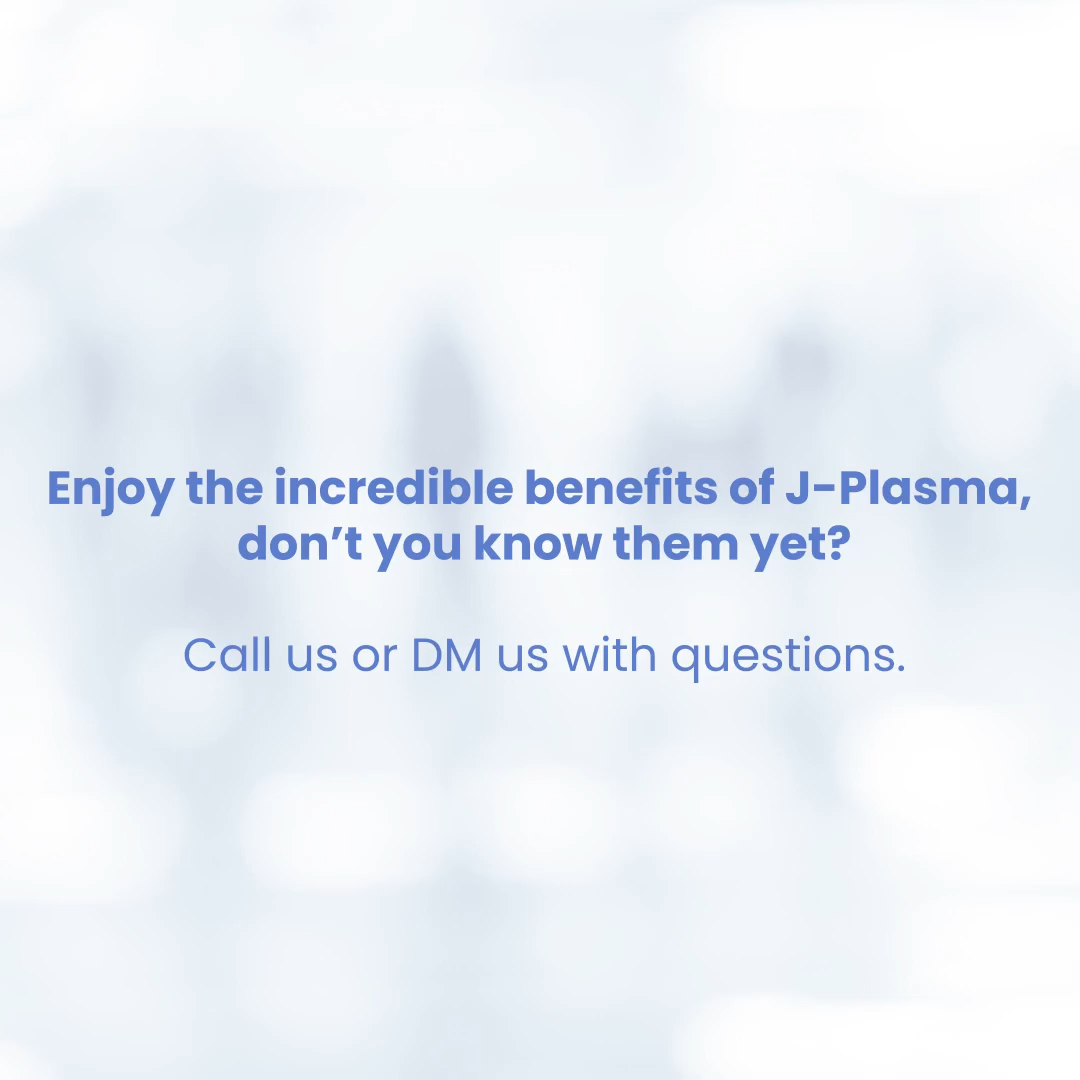 Enjoy the incredible benefits of J-Plasma,
don’t you know them yet?
Call us or DM us with questions.